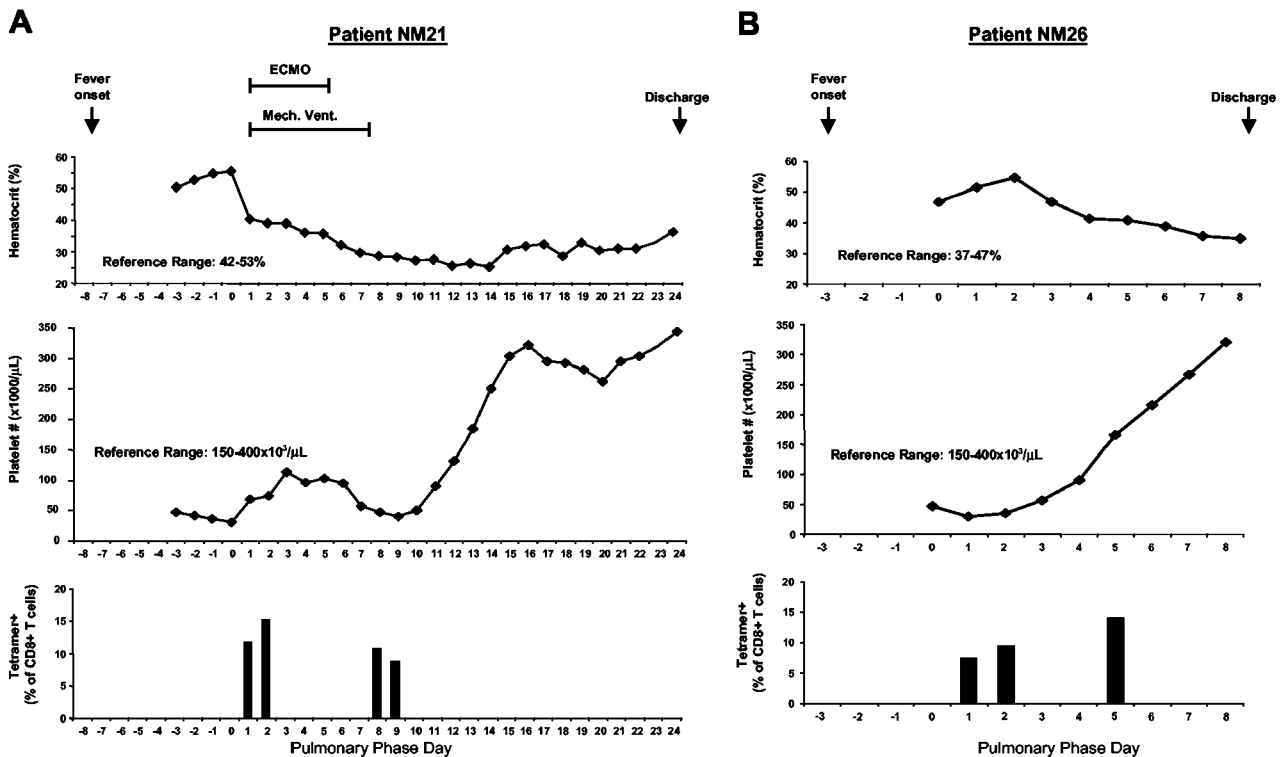 A
Patient NM21
ECMO
Fever
onset
Mech. Vent.
Discharge
Hematocrit (%)
60
50
40
30
20
Reference Range: 42-53%
-8 -7 -6 -5 -4 -3 -2 -1 0 1 2 3 4 5 6 7 8 9 10 11 12 13 14 15 16 17 18 19 20 21 22 23 24
Platelet # (x1000/µL)
350
300
250
200
150
100
50
0
Reference Range: 150-400x10³/µL
-8 -7 -6 -5 -4 -3 -2 -1 0 1 2 3 4 5 6 7 8 9 10 11 12 13 14 15 16 17 18 19 20 21 22 23 24
Tetramer+
(% of CD8+ T cells)
20
15
10
5
0
-8 -7 -6 -5 -4 -3 -2 -1 0 1 2 3 4 5 6 7 8 9 10 11 12 13 14 15 16 17 18 19 20 21 22 23 24
Pulmonary Phase Day
B
Patient NM26
Fever
onset
Discharge
Hematocrit (%)
60
50
40
30
20
Reference Range: 37-47%
-3 -2 -1 0 1 2 3 4 5 6 7 8
Platelet # (x1000/µL)
350
300
250
200
150
100
50
0
Reference Range: 150-400x10³/µL
-3 -2 -1 0 1 2 3 4 5 6 7 8
Tetramer+
(% of CD8+ T cells)
20
15
10
5
0
-3 -2 -1 0 1 2 3 4 5 6 7 8
Pulmonary Phase Day